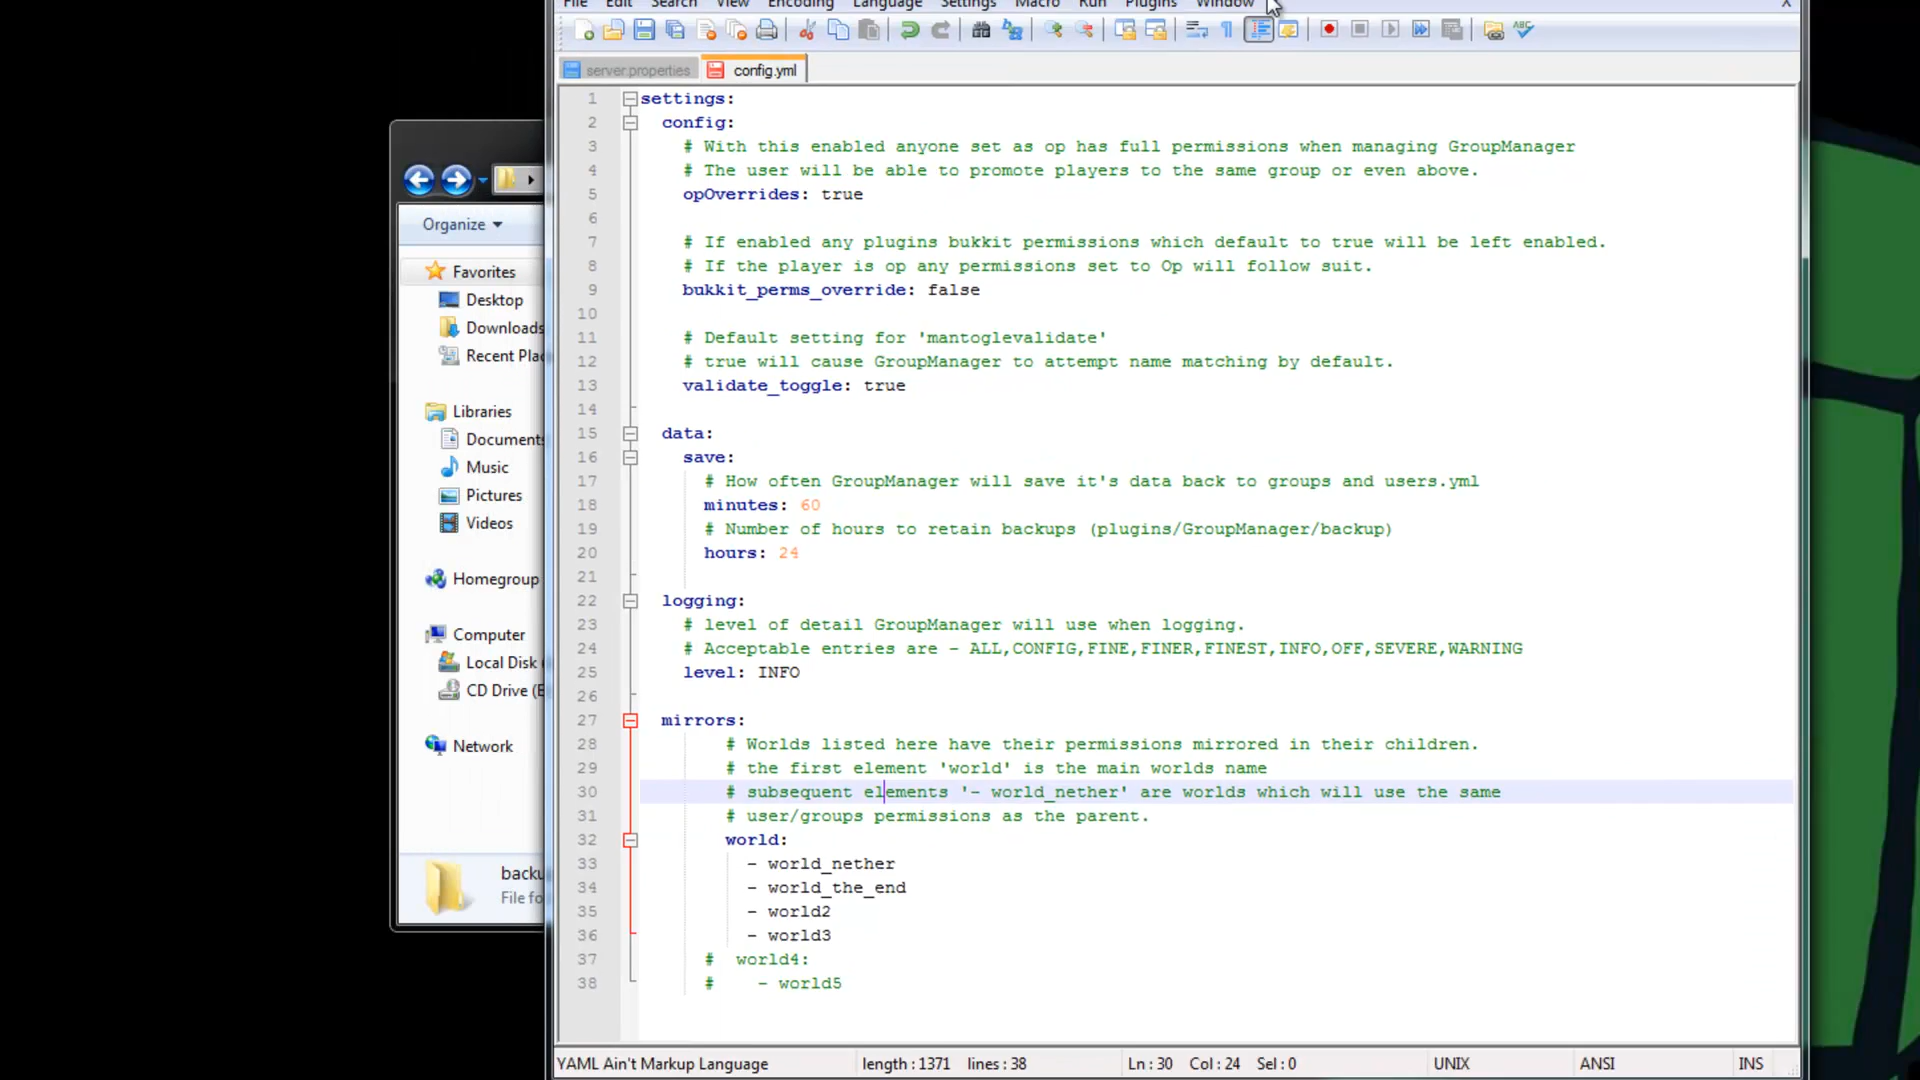 File Edit Search View Encoding Language Settings Macro Run Plugins Window X
server.properties config.yml
1 settings:
2 config:
3 # With this enabled anyone set as op has full permissions when managing GroupManager
4 # The user will be able to promote players to the same group or even above.
5 opOverrides: true
6
7 # If enabled any plugins bukkit permissions which default to true will be left enabled.
8 # If the player is op any permissions set to Op will follow suit.
9 bukkit_perms_override: false
10
11 # Default setting for 'mantoglevalidate'
12 # true will cause GroupManager to attempt name matching by default.
13 validate_toggle: true
14
15 data:
16 save:
17 # How often GroupManager will save it's data back to groups and users.yml
18 minutes: 60
19 # Number of hours to retain backups (plugins/GroupManager/backup)
20 hours: 24
21
22 logging:
23 # level of detail GroupManager will use when logging.
24 # Acceptable entries are - ALL,CONFIG,FINE,FINER,FINEST,INFO,OFF,SEVERE,WARNING
25 level: INFO
26
27 mirrors:
28 # Worlds listed here have their permissions mirrored in their children.
29 # the first element 'world' is the main worlds name
30 # subsequent elements '- world_nether' are worlds which will use the same
31 # user/groups permissions as the parent.
32 world:
33 - world_nether
34 - world_the_end
35 - world2
36 - world3
37 # world4:
38 # - world5
YAML Ain't Markup Language length : 1371 lines : 38 Ln : 30 Col : 24 Sel : 0 UNIX ANSI INS
Organize
Favorites
Desktop
Downloads
Recent Plac
Libraries
Documents
Music
Pictures
Videos
Homegroup
Computer
Local Disk (
CD Drive (E
Network
backu
File fo